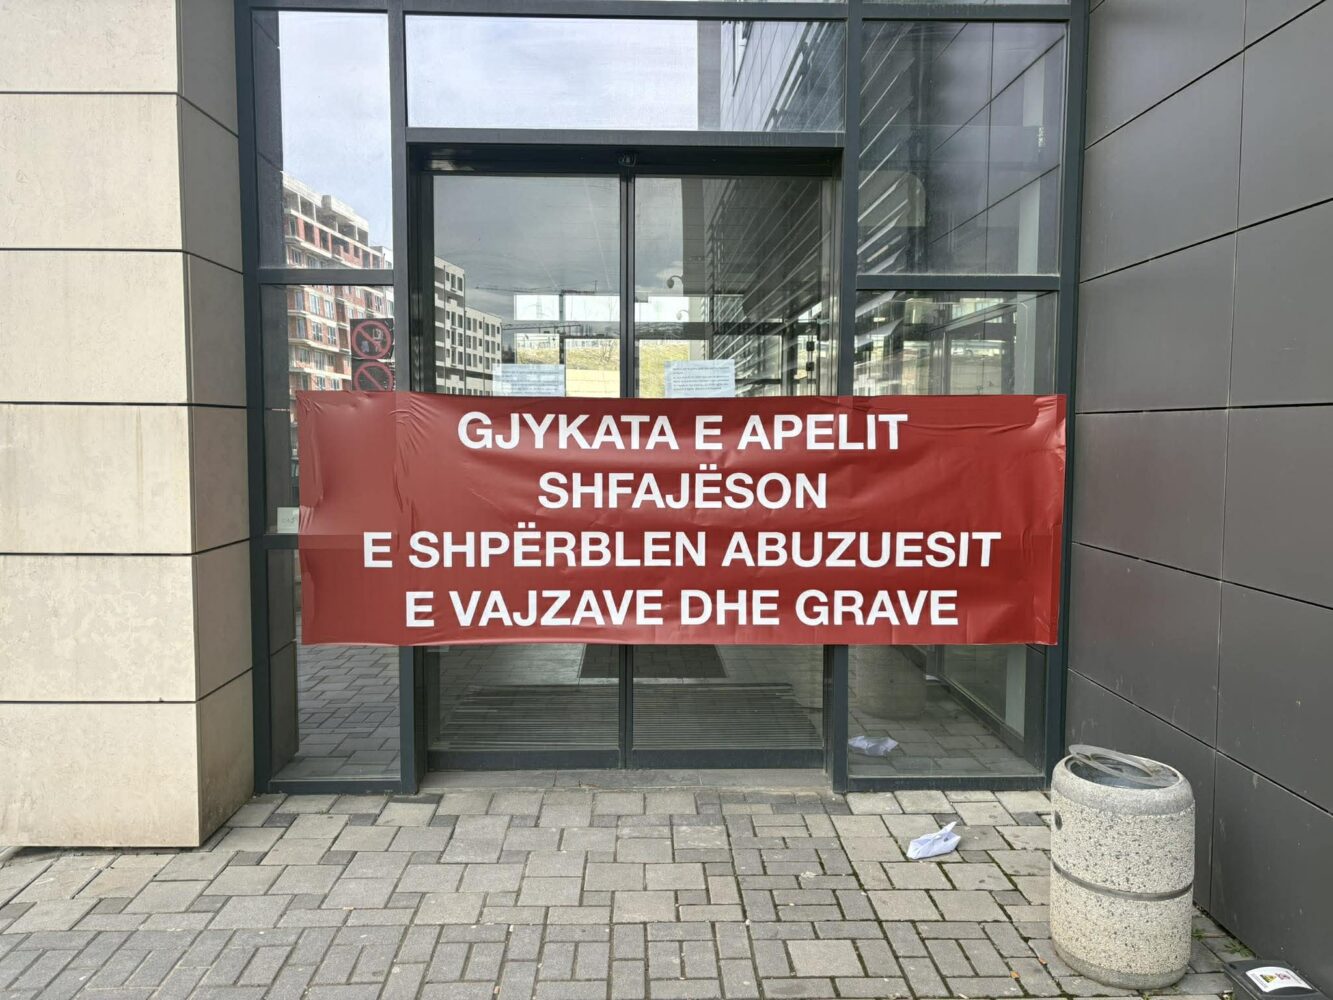 GJYKATA E APELIT
SHFAJËSON
E SHPËRBLEN ABUZUESIT
E VAJZAVE DHE GRAVE